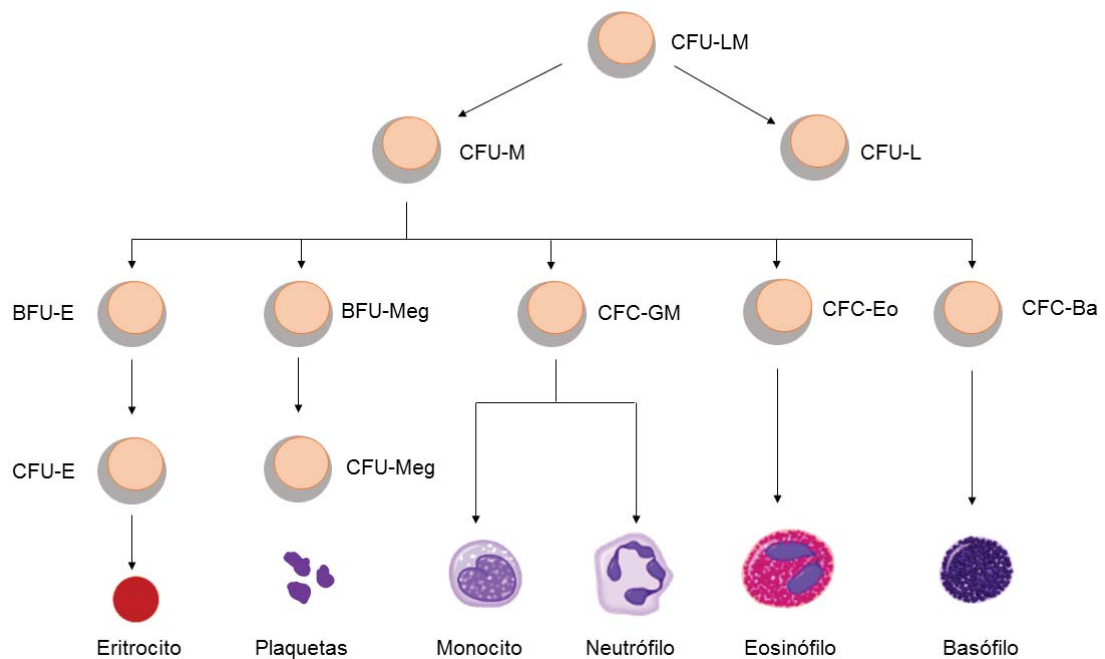 CFU-LM
CFU-M
CFU-L
BFU-E
BFU-Meg
CFC-GM
CFC-Eo
CFC-Ba
CFU-E
CFU-Meg
Eritrocito
Plaquetas
Monocito
Neutrófilo
Eosinófilo
Basófilo